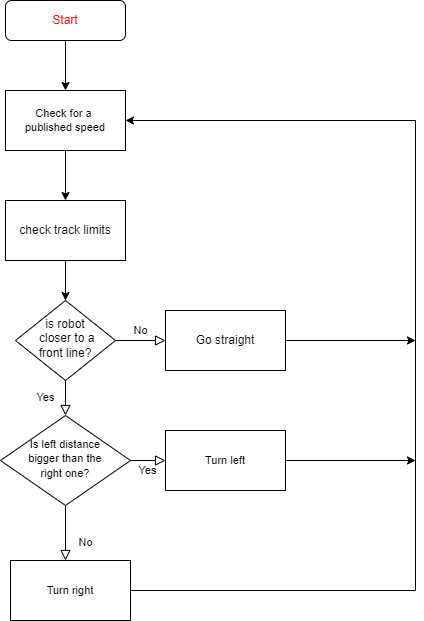 Start
Check for a
published speed
check track limits
is robot
closer to a
front line?
No
Go straight
Yes
Is left distance
bigger than the
right one?
Yes
Turn left
No
Turn right